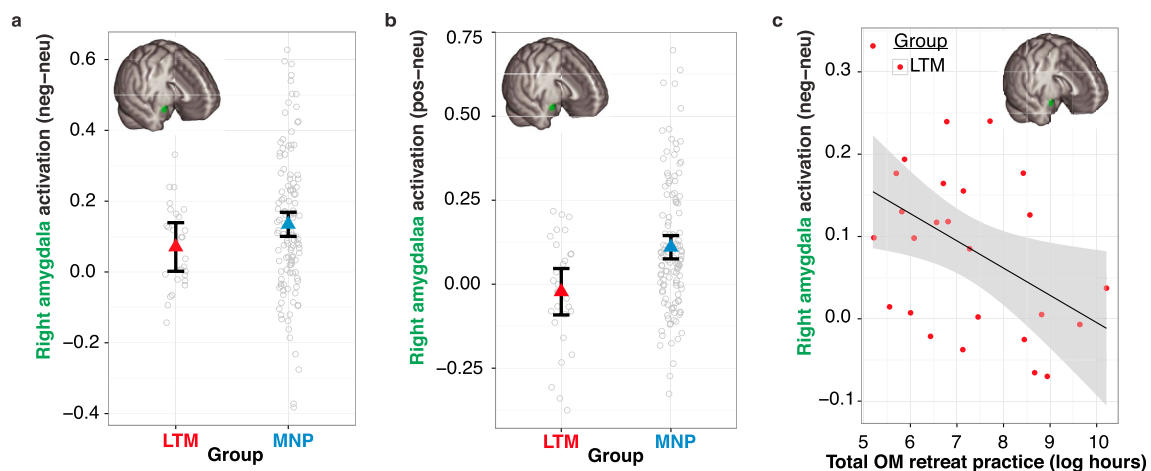 a
Right amygdala activation (neg–neu)
0.6
0.4
0.2
0.0
−0.2
−0.4
LTM MNP
Group
b
Right amygdalaa activation (pos–neu)
0.75
0.50
0.25
0.00
−0.25
LTM MNP
Group
c
Right amygdala activation (neg–neu)
0.3
0.2
0.1
0.0
−0.1
Group
LTM
5 6 7 8 9 10
Total OM retreat practice (log hours)